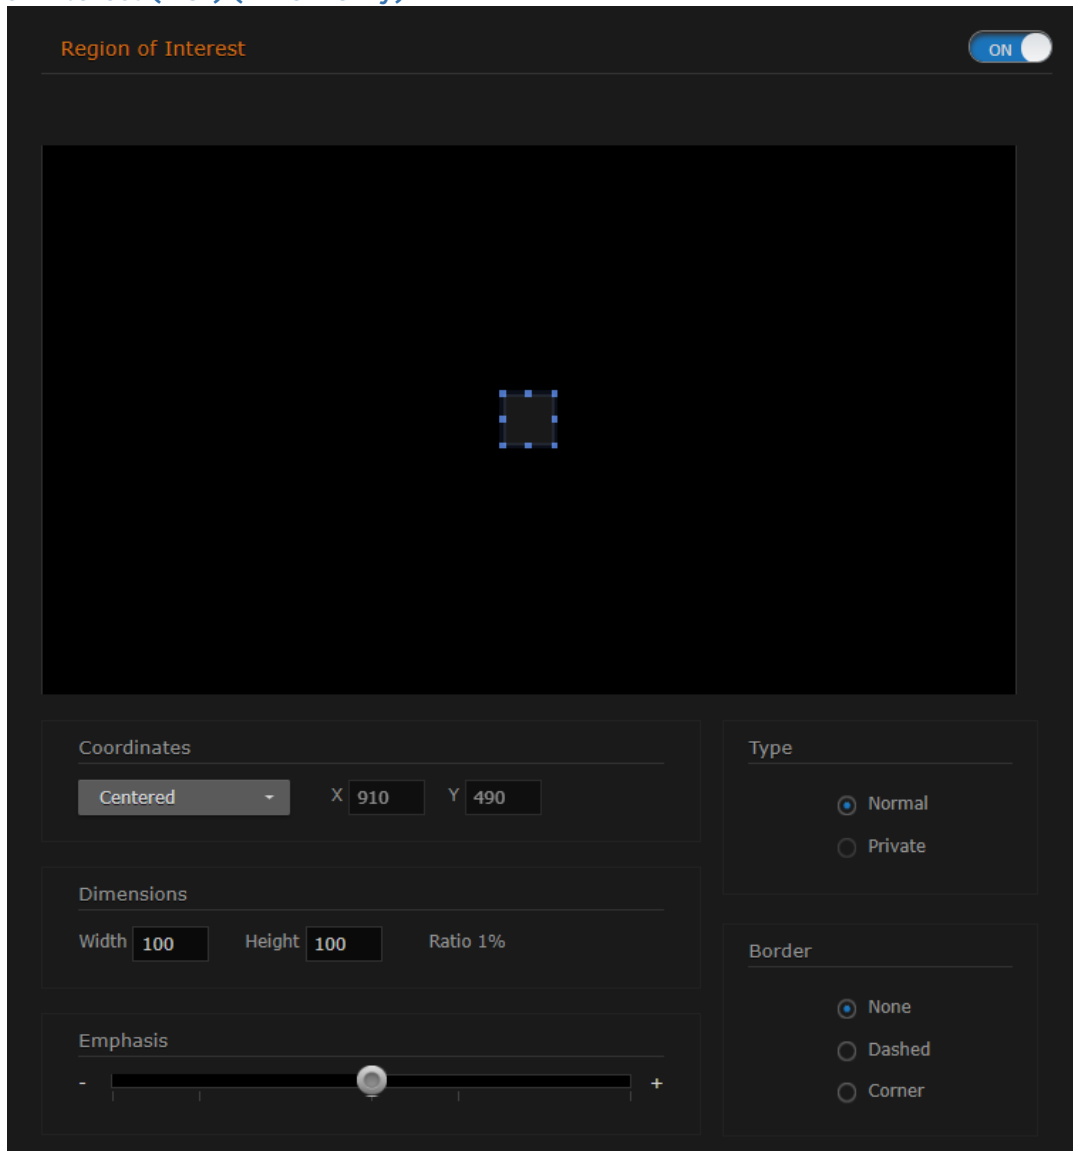 Region of Interest
ON
Coordinates
Centered X 910 Y 490
Dimensions
Width 100 Height 100 Ratio 1%
Emphasis
- +
Type
Normal
Private
Border
None
Dashed
Corner